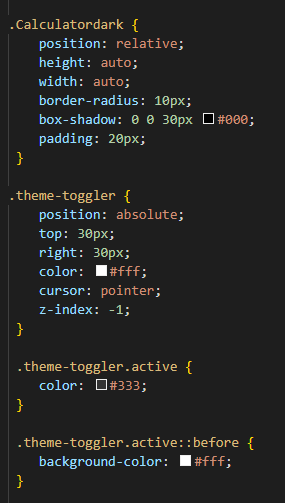 .Calculatordark {
position: relative;
height: auto;
width: auto;
border-radius: 10px;
box-shadow: 0 0 30px #000;
padding: 20px;
}
.theme-toggler {
position: absolute;
top: 30px;
right: 30px;
color: #fff;
cursor: pointer;
z-index: -1;
}
.theme-toggler.active {
color: #333;
}
.theme-toggler.active::before {
background-color: #fff;
}